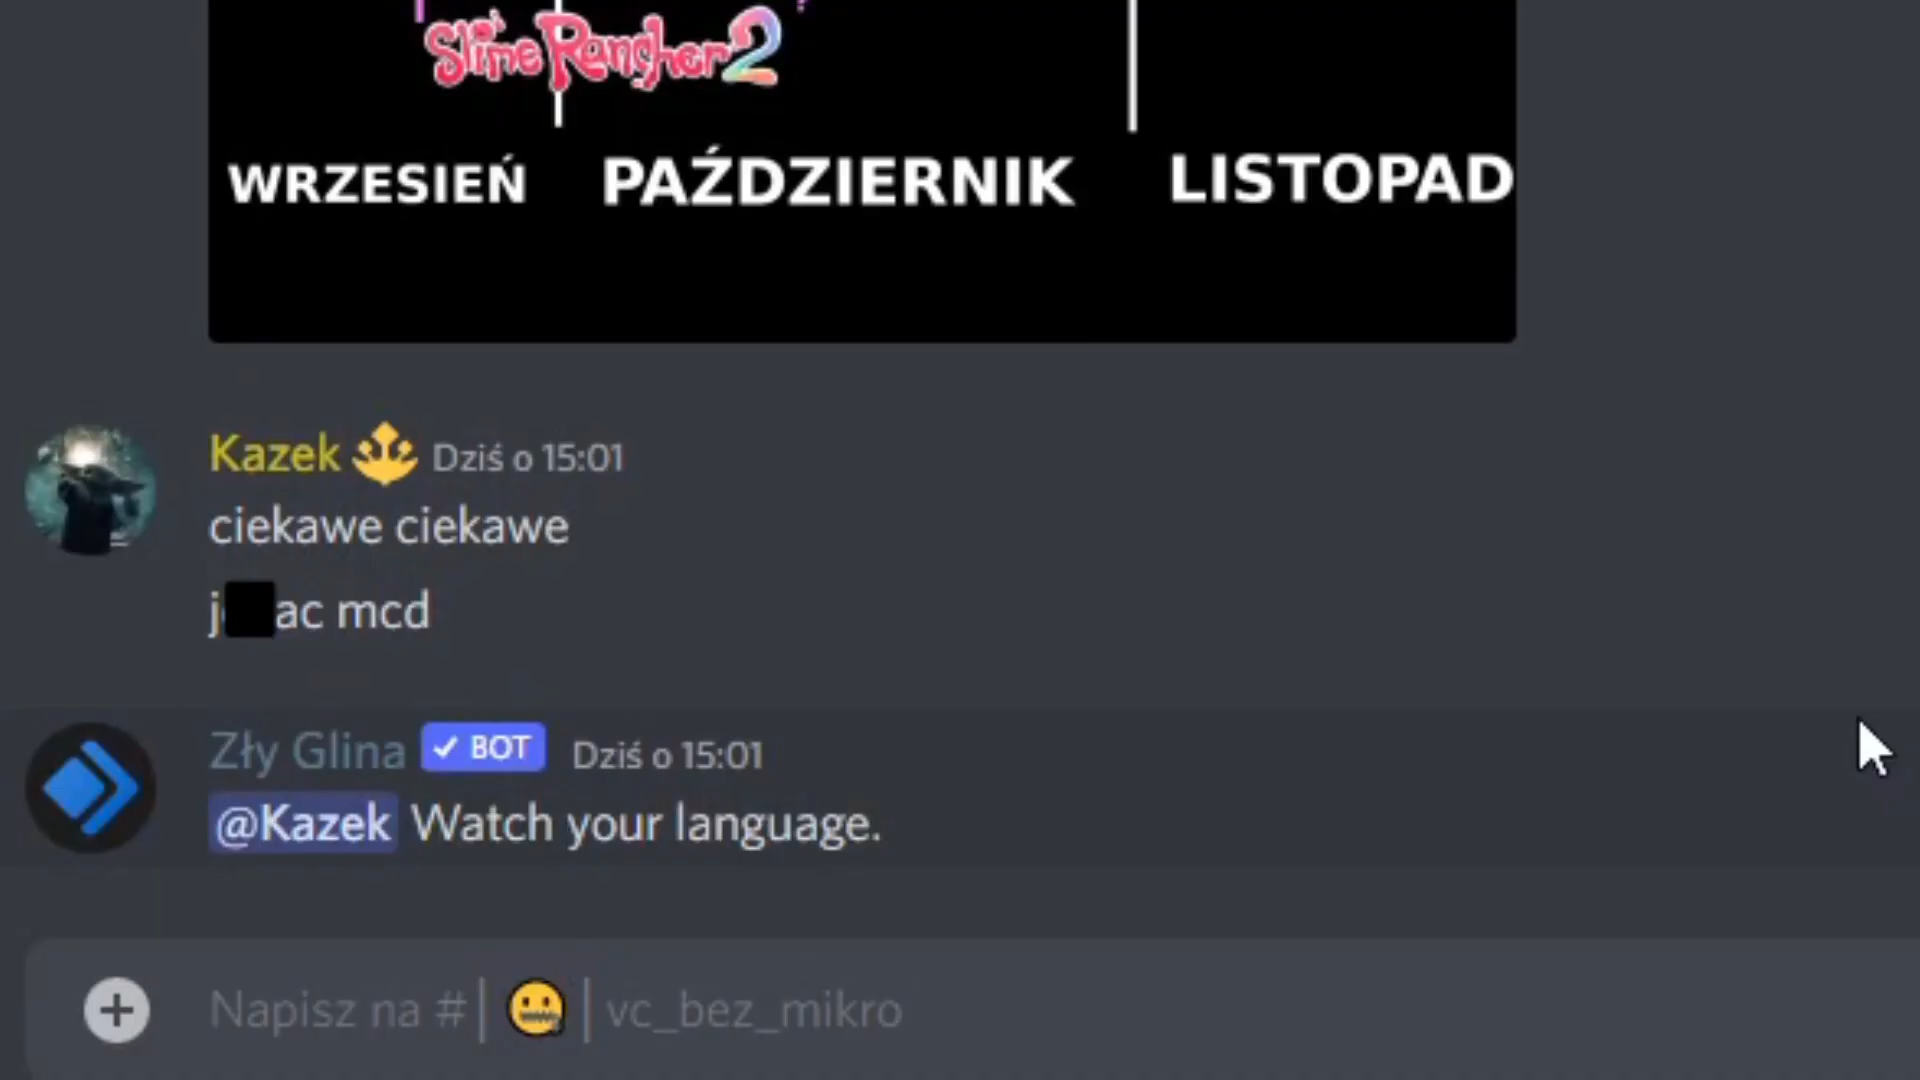 Slime Rancher 2
WRZESIEŃ PAŹDZIERNIK LISTOPAD
Kazek Dziś o 15:01
ciekawe ciekawe
j ac mcd
Zły Glina ✓ BOT Dziś o 15:01
@Kazek Watch your language.
Napisz na #| 🤐 | vc_bez_mikro